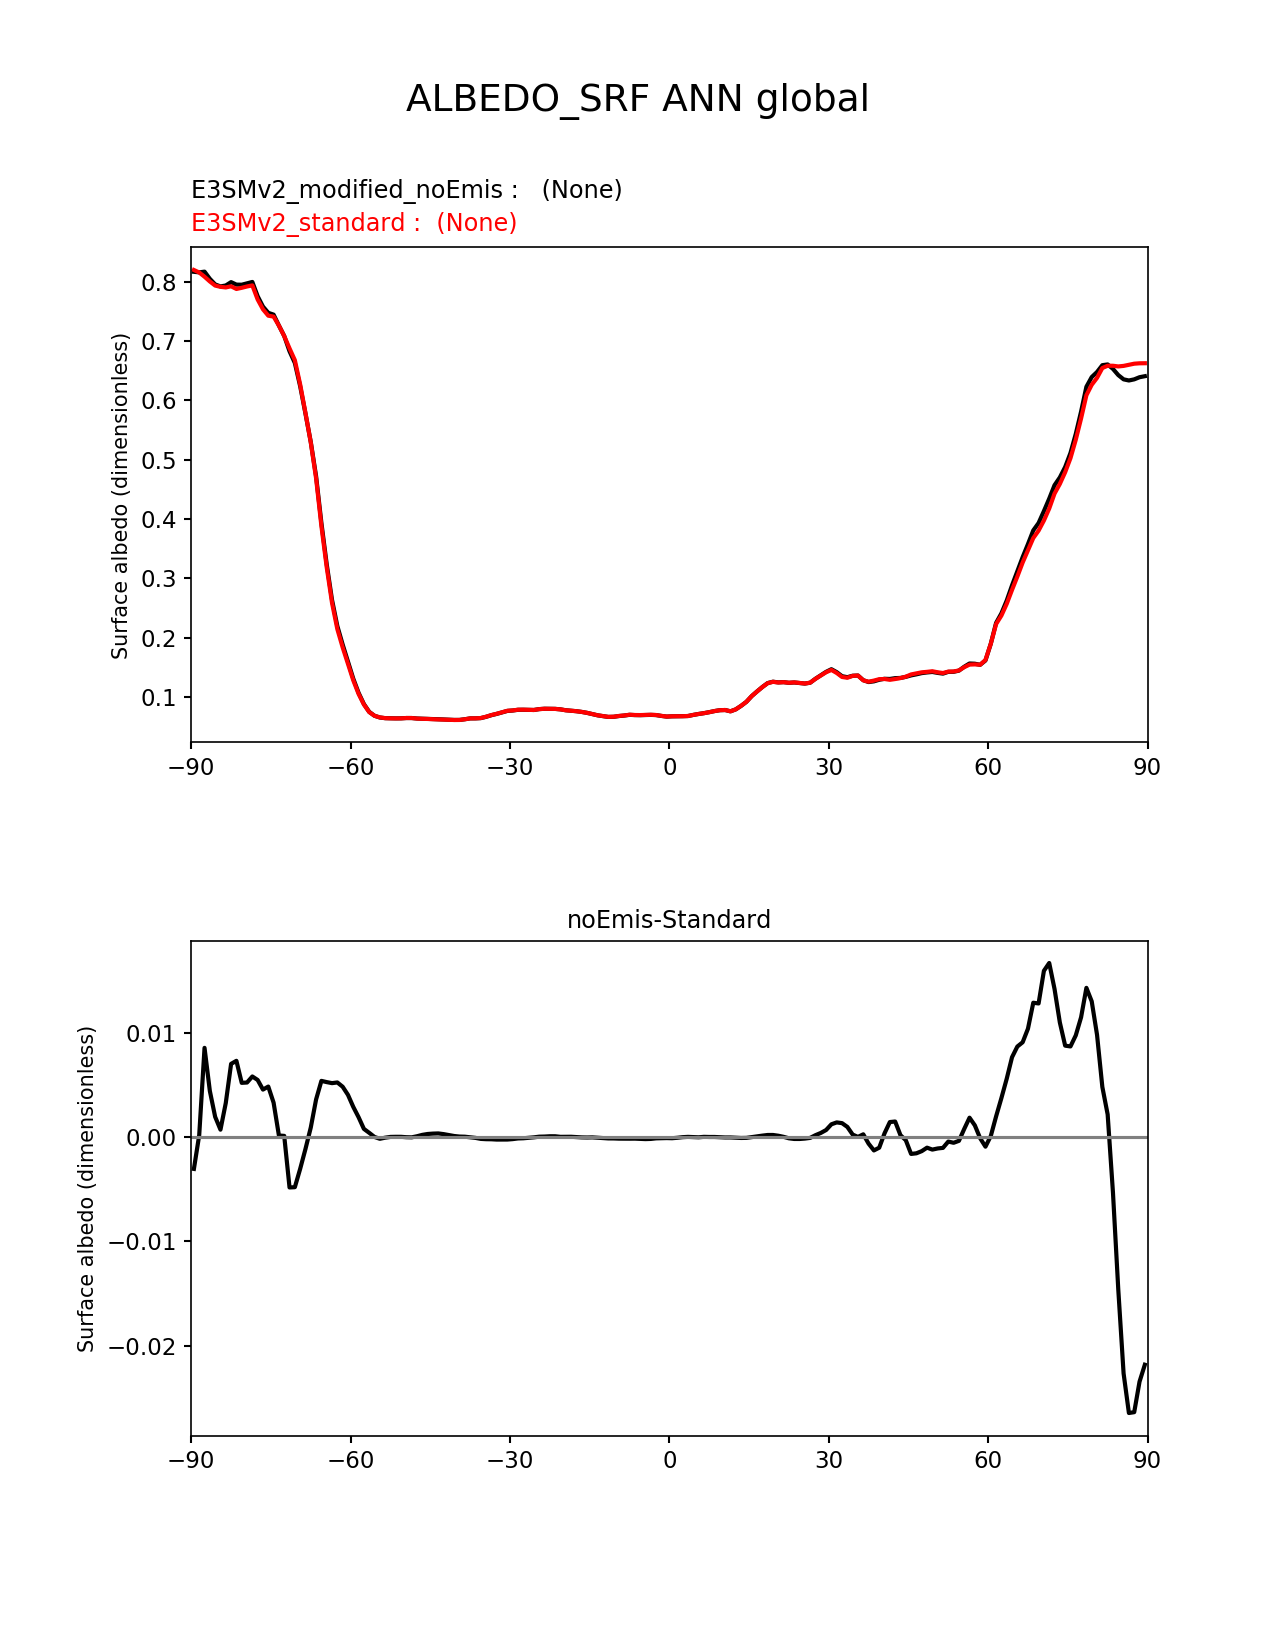 ALBEDO_SRF ANN global
E3SMv2_modified_noEmis :   (None)
E3SMv2_standard :  (None)
Surface albedo (dimensionless)
0.8
0.7
0.6
0.5
0.4
0.3
0.2
0.1
−90 −60 −30 0 30 60 90
noEmis-Standard
Surface albedo (dimensionless)
0.01
0.00
−0.01
−0.02
−90 −60 −30 0 30 60 90